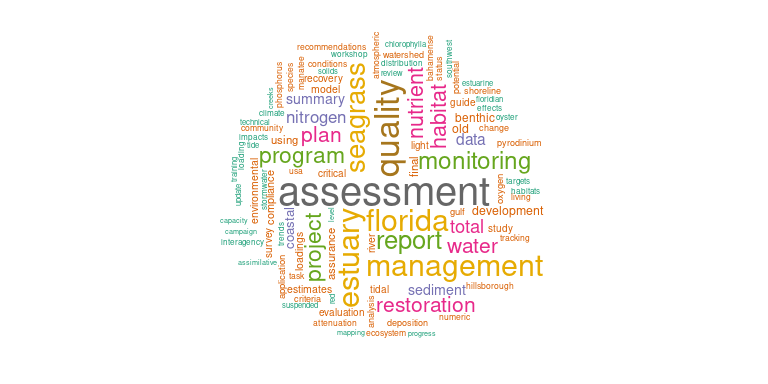 recommendations
workshop
atmospheric
chlorophylla
watershed
distribution
review
bahamense
status
southwest
potential
phosphorus
species
manatee
conditions
solids
recovery
model
seagrass
quality
nutrient
habitat
estuarine
shoreline
floridian
effects
oyster
guide
benthic
creeks
summary
climate
technical
community
impacts
tide
nitrogen
plan
using
old
change
data
pyrodinium
light
final
program
monitoring
loading
training
update
environmental
stormwater
compliance
usa
critical
assessment
oxygen
targets
habitats
living
survey
capacity
campaign
interagency
coastal
trends
project
level
estuary
florida
gulf
development
total
study
tracking
river
report
water
loadings
assurance
assimilative
application
task
management
estimates
criteria
suspended
red
tidal
sediment
hillsborough
restoration
evaluation
analysis
attenuation
deposition
numeric
mapping
ecosystem
progress